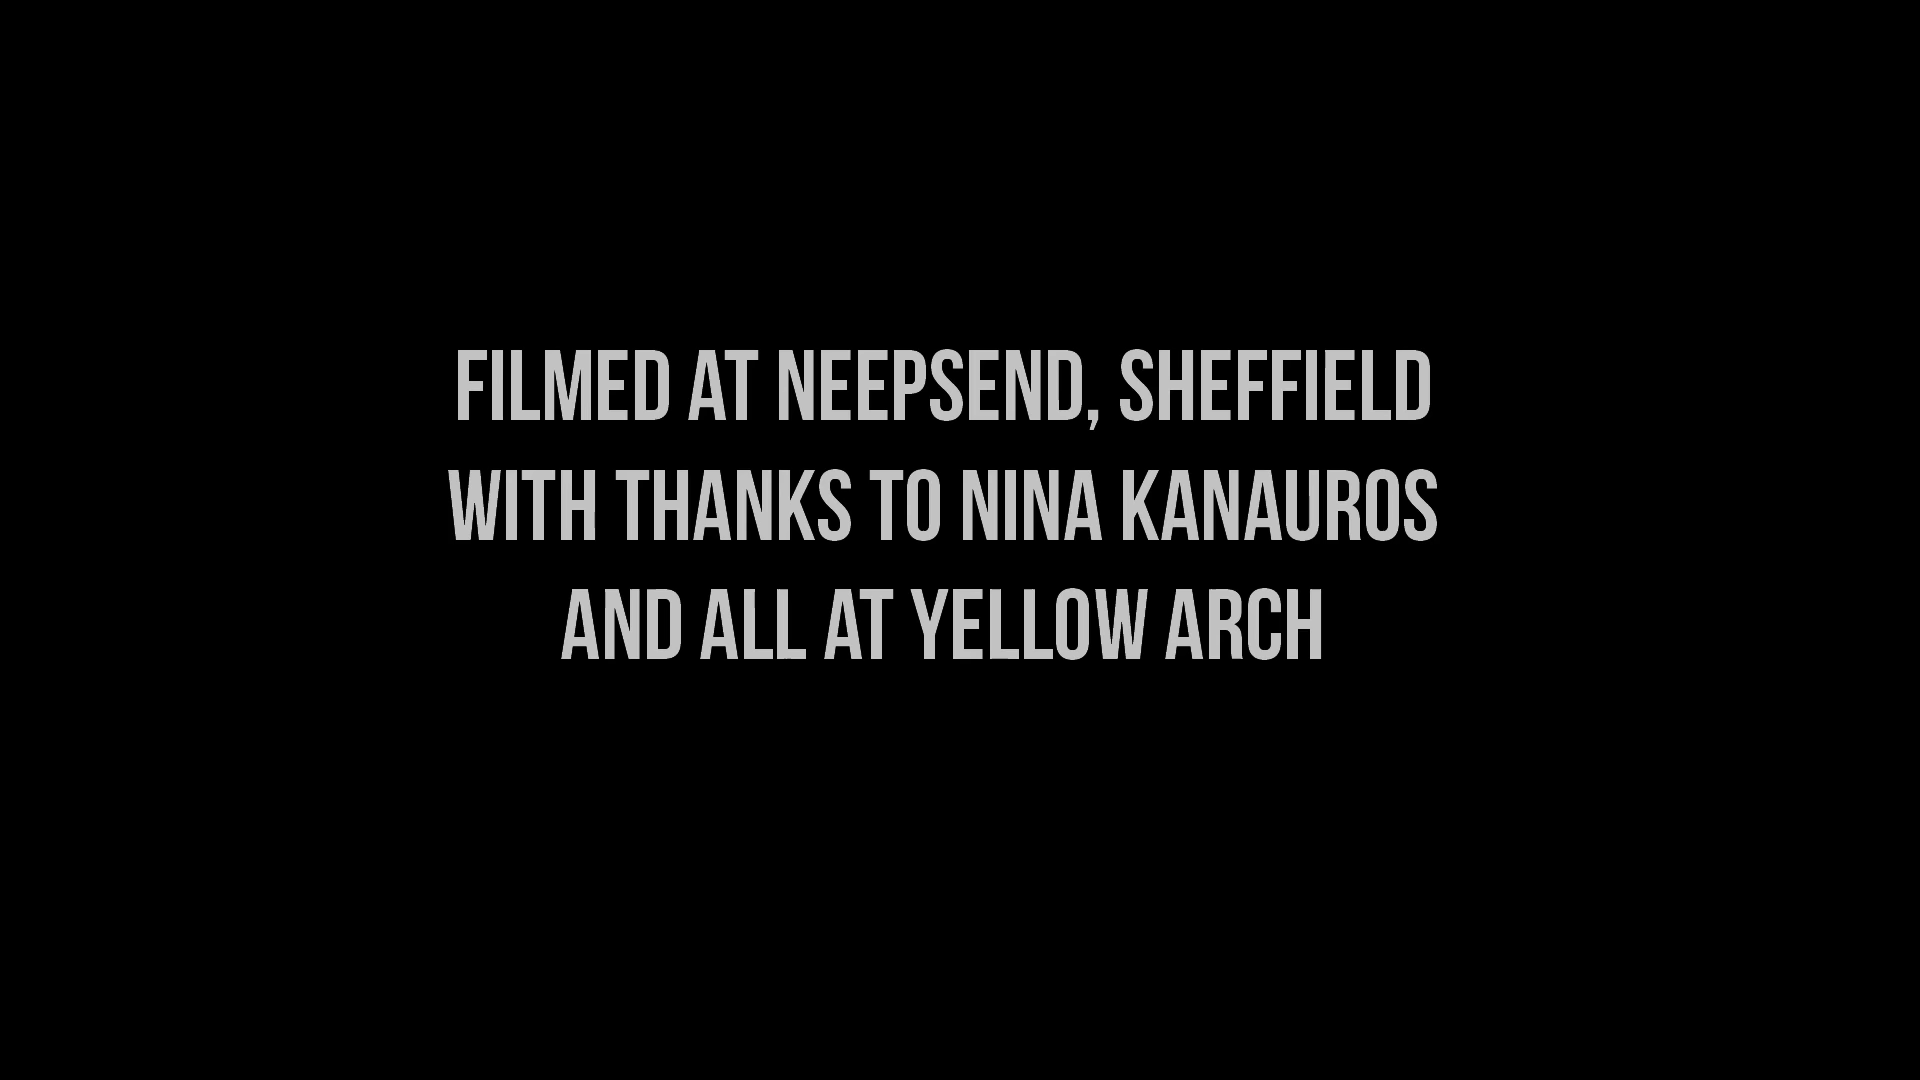 FILMED AT NEEPSEND, SHEFFIELD
WITH THANKS TO NINA KANAUROS
AND ALL AT YELLOW ARCH